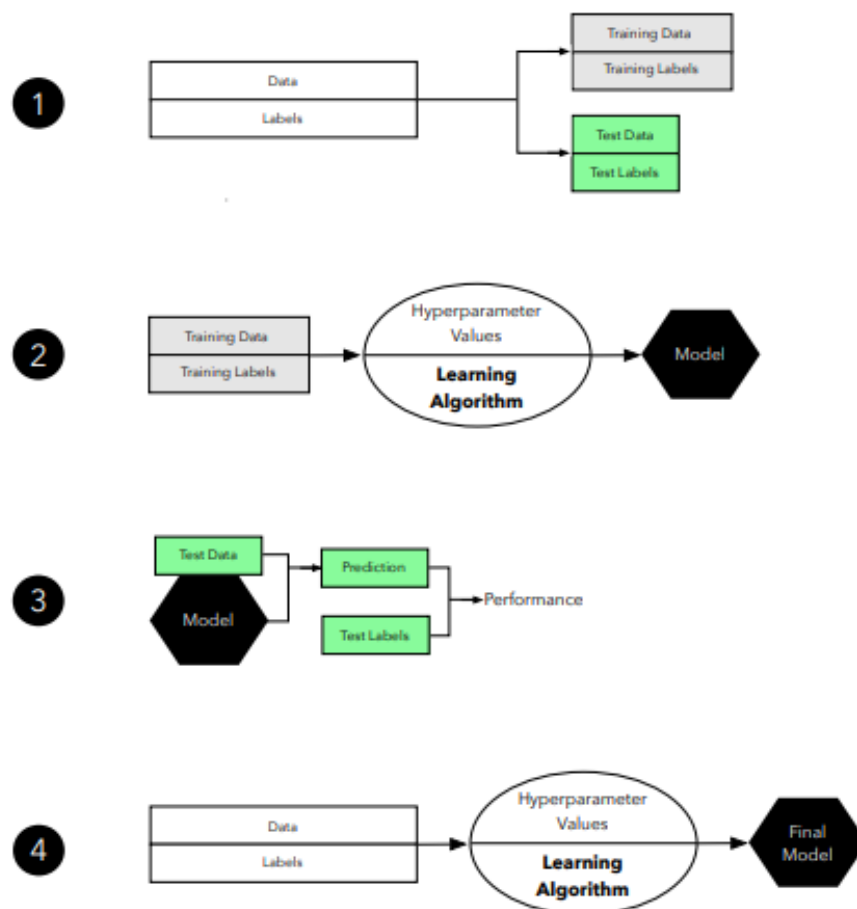 1
Data
Labels
Training Data
Training Labels
Test Data
Test Labels
2
Training Data
Training Labels
Hyperparameter
Values
Learning
Algorithm
Model
3
Test Data
Model
Prediction
Test Labels
Performance
4
Data
Labels
Hyperparameter
Values
Learning
Algorithm
Final
Model